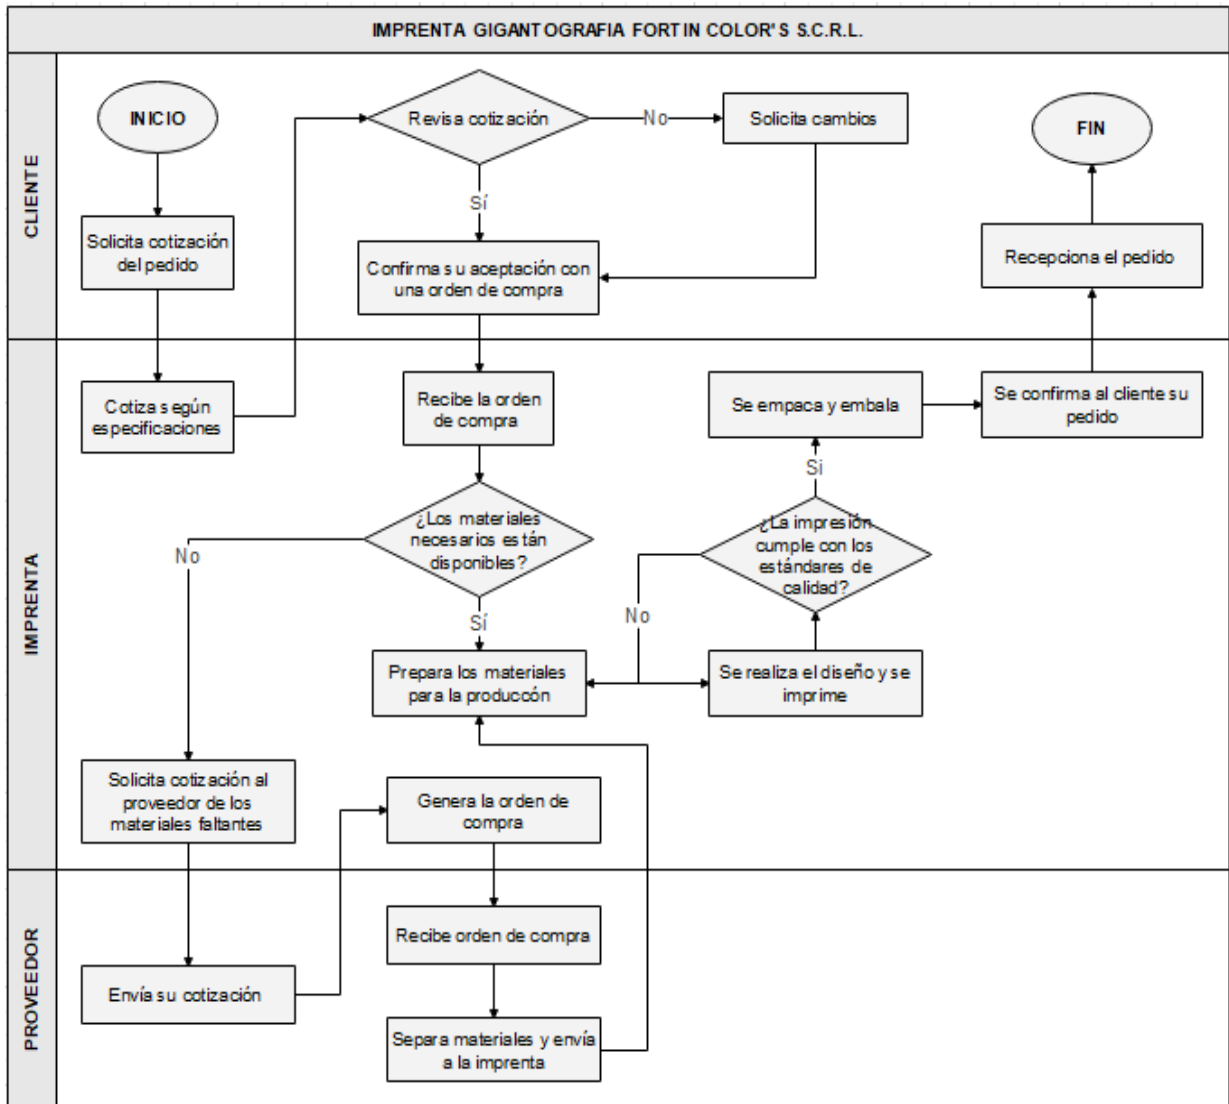 IMPRENTA GIGANTOGRAFIA FORTIN COLOR'S S.C.R.L.
CLIENTE
INICIO
Solicita cotización
del pedido
Revisa cotización
No
Solicita cambios
Sí
Confirma su aceptación con
una orden de compra
FIN
Recepciona el pedido
IMPRENTA
Cotiza según
especificaciones
Recibe la orden
de compra
¿Los materiales
necesarios están
disponibles?
No
Sí
Prepara los materiales
para la produccón
Se realiza el diseño y se
imprime
¿La impresión
cumple con los
estándares de
calidad?
No
Si
Se empaca y embala
Se confirma al cliente su
pedido
Solicita cotización al
proveedor de los
materiales faltantes
Genera la orden de
compra
PROVEEDOR
Envía su cotización
Recibe orden de compra
Separa materiales y envía
a la imprenta